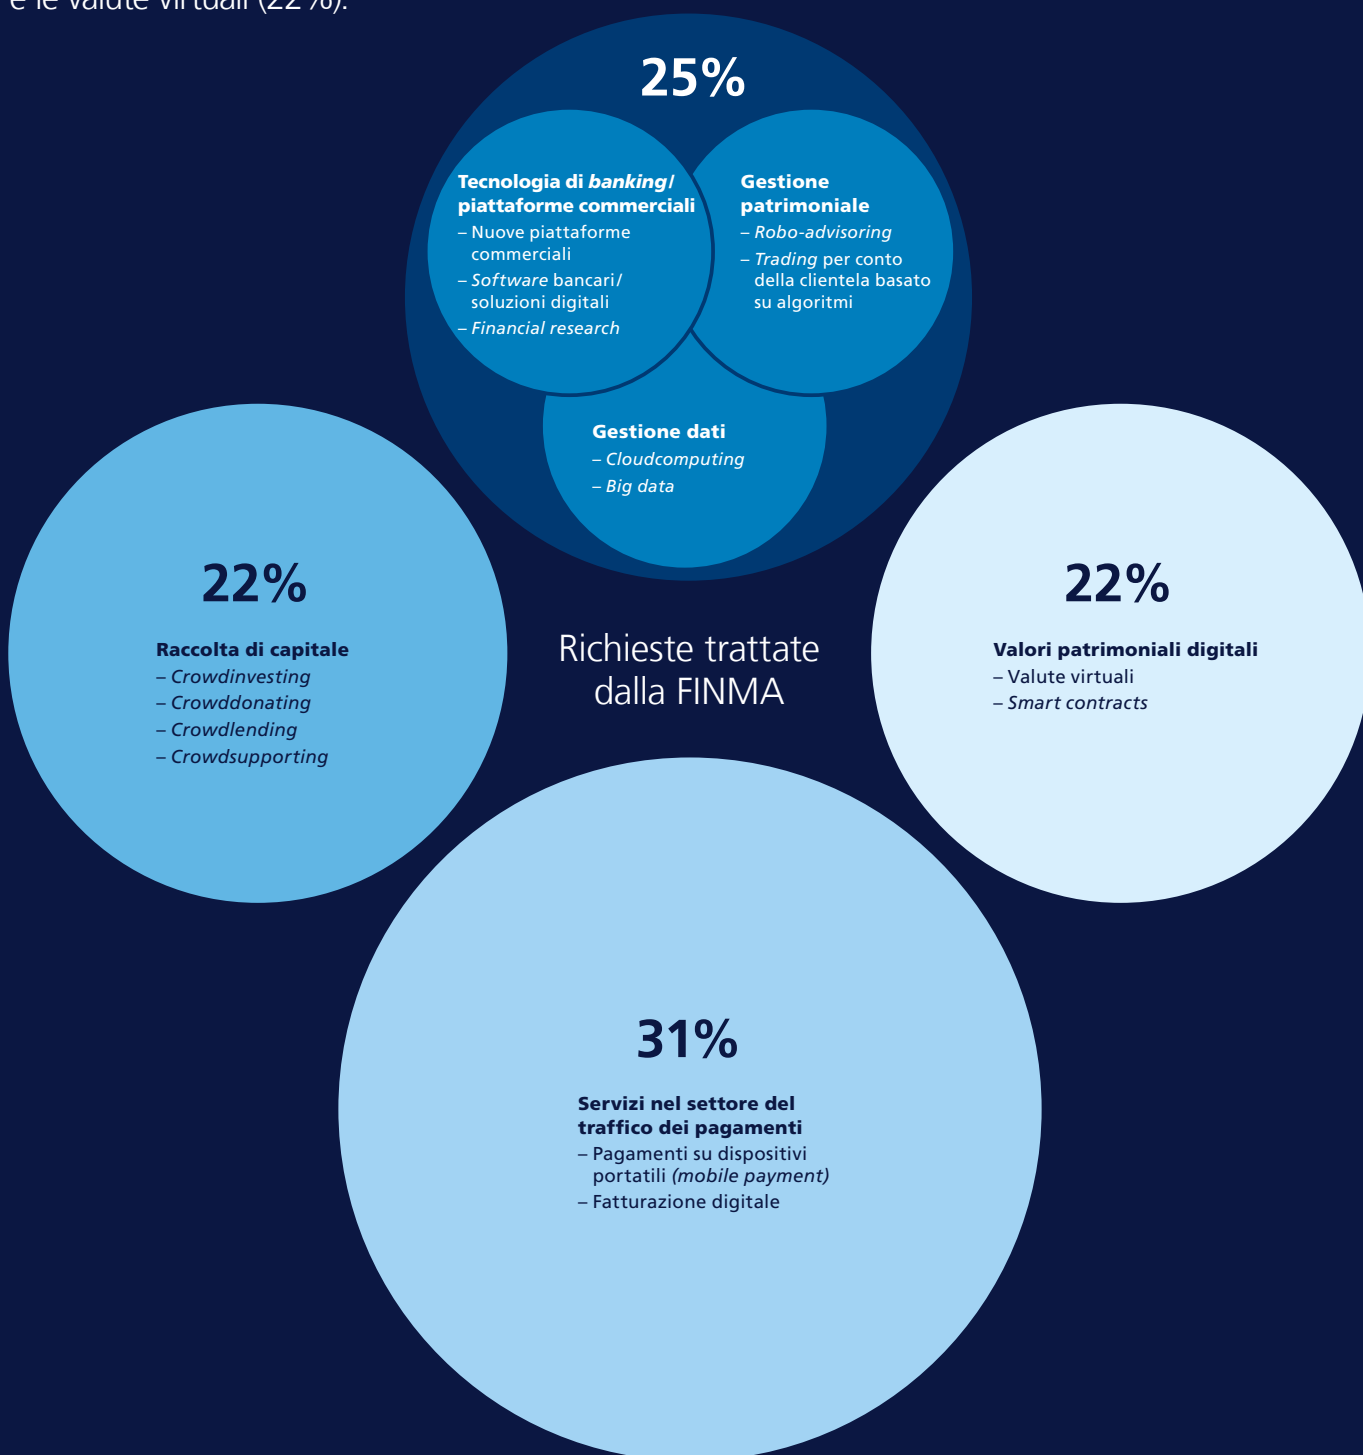 e le valute virtuali (22%).
25%
Tecnologia di banking/
piattaforme commerciali
– Nuove piattaforme
commerciali
– Software bancari/
soluzioni digitali
– Financial research
Gestione
patrimoniale
– Robo-advisoring
– Trading per conto
della clientela basato
su algoritmi
Gestione dati
– Cloudcomputing
– Big data
22%
Raccolta di capitale
– Crowdinvesting
– Crowddonating
– Crowdlending
– Crowdsupporting
Richieste trattate
dalla FINMA
22%
Valori patrimoniali digitali
– Valute virtuali
– Smart contracts
31%
Servizi nel settore del
traffico dei pagamenti
– Pagamenti su dispositivi
portatili (mobile payment)
– Fatturazione digitale